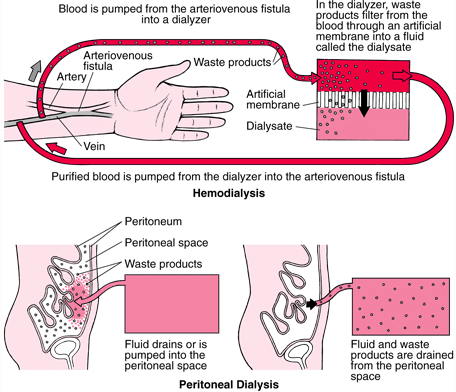 Blood is pumped from the arteriovenous fistula
into a dialyzer
In the dialyzer, waste
products filter from the
blood through an artificial
membrane into a fluid
called the dialysate
Arteriovenous
fistula
Artery
Waste products
Artificial
membrane
Dialysate
Vein
Purified blood is pumped from the dialyzer into the arteriovenous fistula
Hemodialysis
Peritoneum
Peritoneal space
Waste products
Fluid drains or is
pumped into the
peritoneal space
Fluid and waste
products are drained
from the peritoneal
space
Peritoneal Dialysis